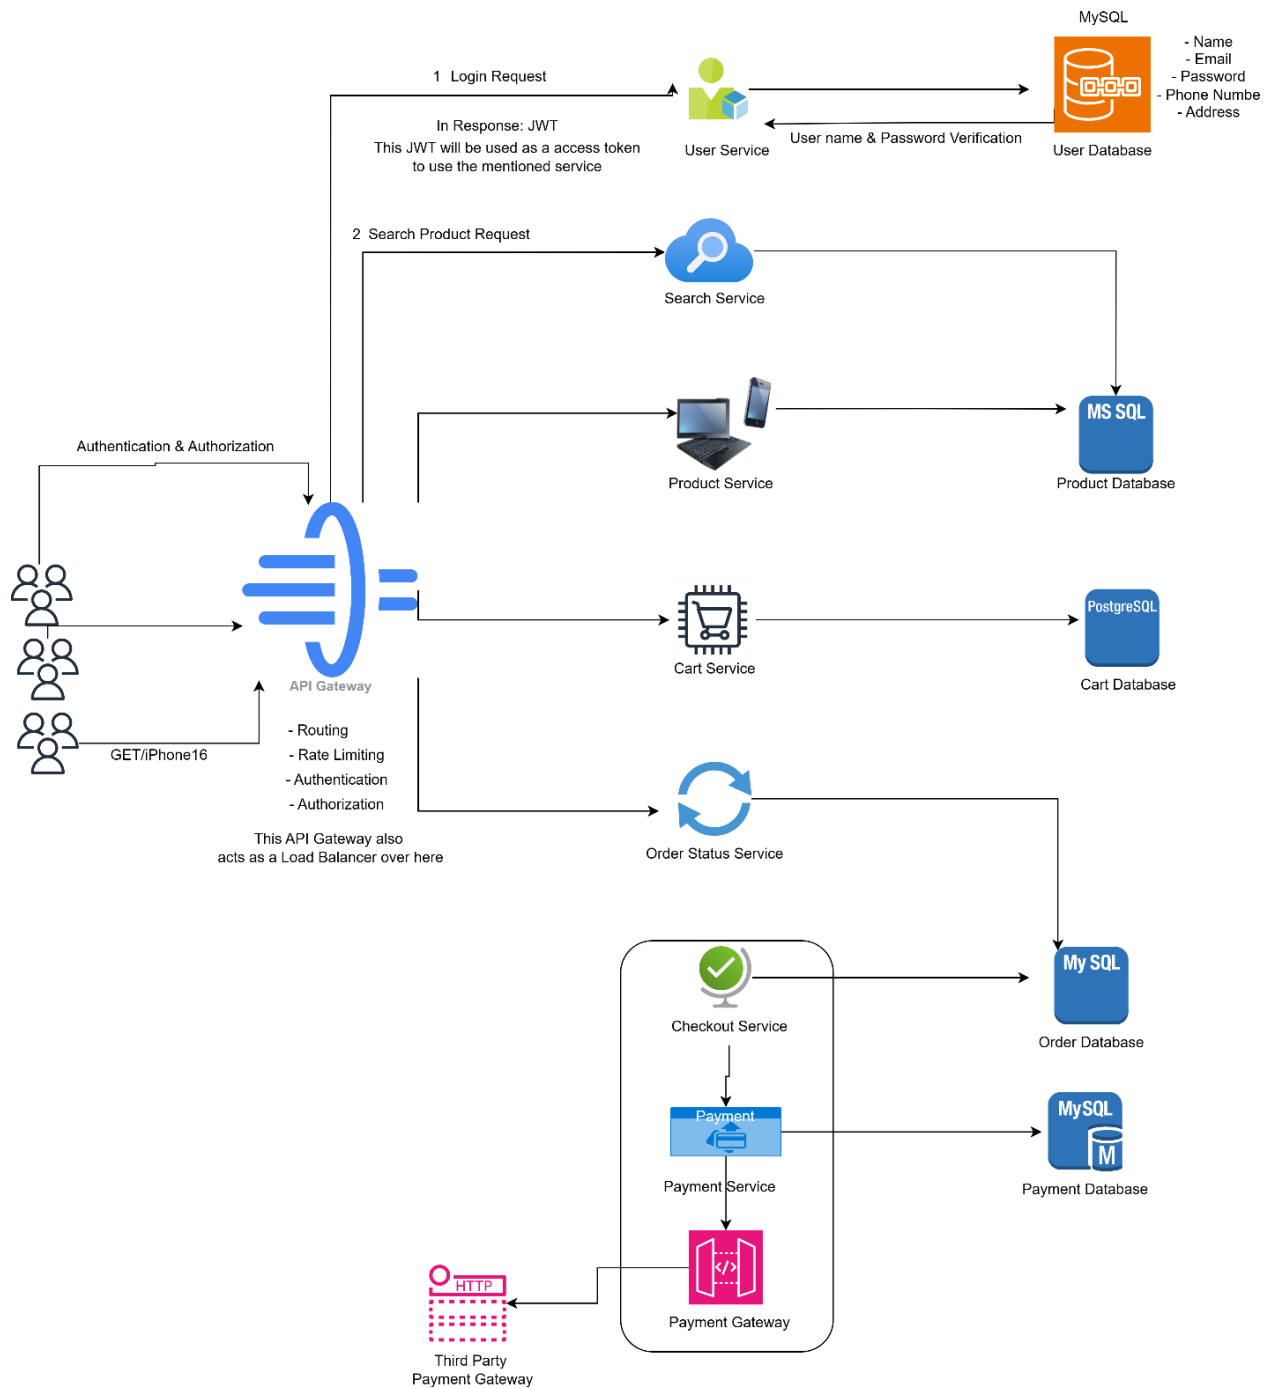 MySQL
- Name
- Email
- Password
- Phone Numbe
- Address
1 Login Request
In Response: JWT
This JWT will be used as a access token
to use the mentioned service
User Service
User name & Password Verification
User Database
2 Search Product Request
Search Service
MS SQL
Product Service
Product Database
Authentication & Authorization
PostgreSQL
Cart Service
Cart Database
API Gateway
GET/iPhone16
- Routing
- Rate Limiting
- Authentication
- Authorization
This API Gateway also
acts as a Load Balancer over here
Order Status Service
My SQL
Checkout Service
Order Database
Payment
MySQL
M
Payment Service
Payment Database
</>
HTTP
Payment Gateway
Third Party
Payment Gateway